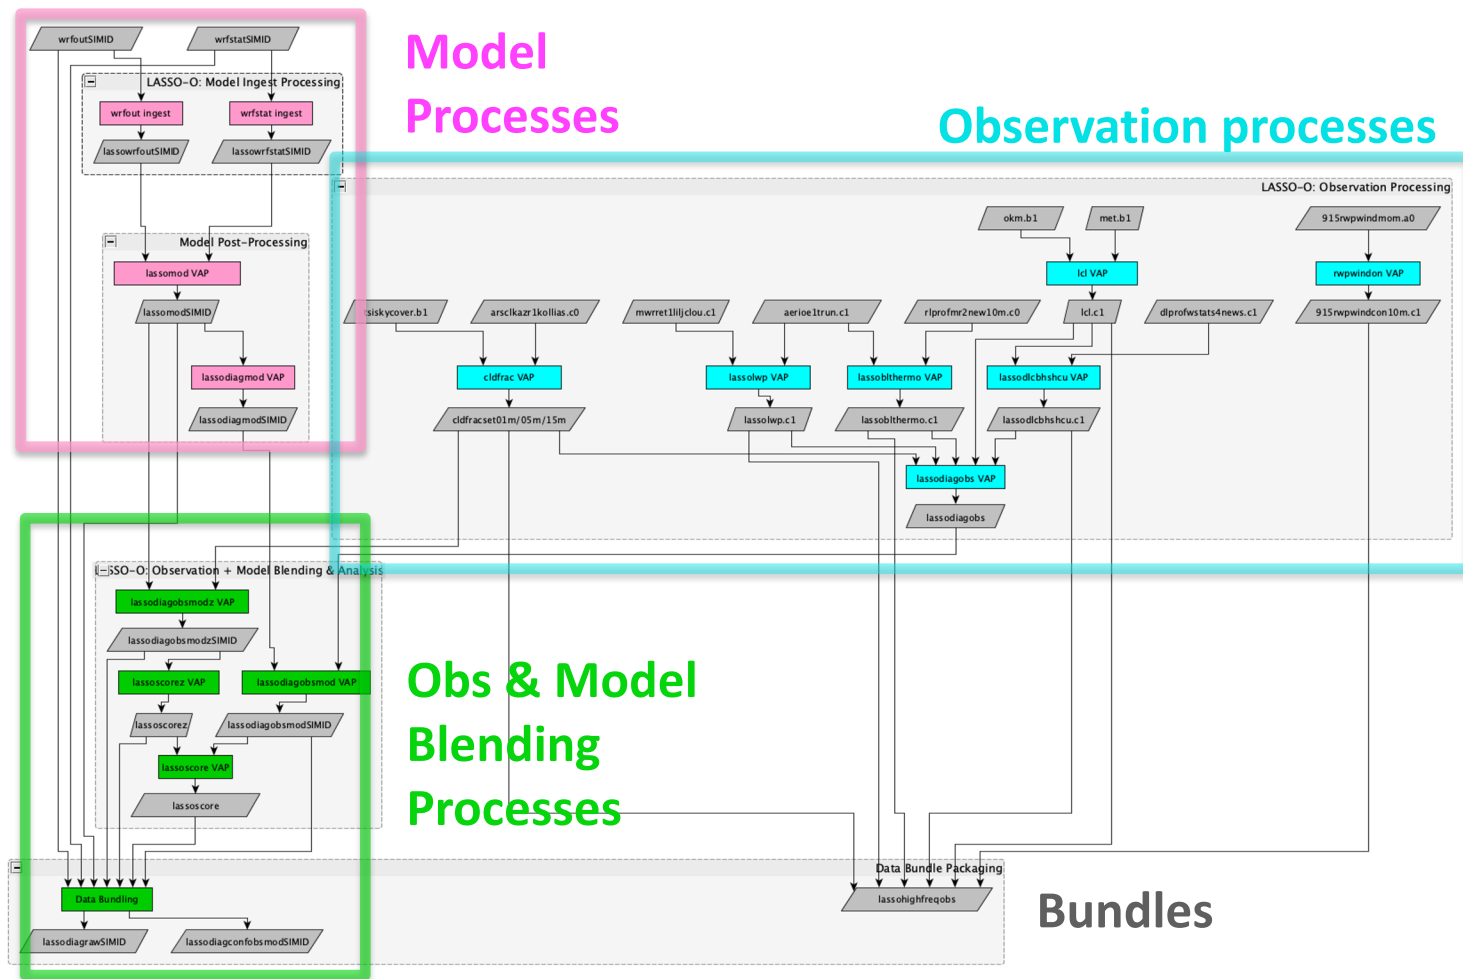 wrfoutSIMID
wrfstatSIMID
Model
Processes
LASSO-O: Model Ingest Processing
wrfout ingest
wrfstat ingest
lassowrfoutSIMID
lassowrfstatSIMID
Observation processes
LASSO-O: Observation Processing
okm.b1
met.b1
915rwpwindmom.a0
Model Post-Processing
lassomod VAP
lcl VAP
rwpwindon VAP
lassomodSIMID
tsiskycover.b1
arsclkazr1kollias.c0
mwrret1liljclou.c1
aerioe1trun.c1
rlprofmr2new10m.c0
lcl.c1
dlprofwstats4news.c1
915rwpwindcon10m.c1
lassodiagmod VAP
cldfrac VAP
lassolwp VAP
lassoblthermo VAP
lassodlcbhshcu VAP
lassodiagmodSIMID
cldfracset01m/05m/15m
lassolwp.c1
lassoblthermo.c1
lassodlcbhshcu.c1
lassodiagobs VAP
lassodiagobs
LASSO-O: Observation + Model Blending & Analysis
lassodiagobsmodz VAP
lassodiagobsmodzSIMID
lassoscorez VAP
lassodiagobsmod VAP
Obs & Model
Blending
Processes
lassoscorez
lassodiagobsmodSIMID
lassoscore VAP
lassoscore
Data Bundle Packaging
Data Bundling
lassohighfreqobs
Bundles
lassodiagrawSIMID
lassodiagconfobsmodSIMID